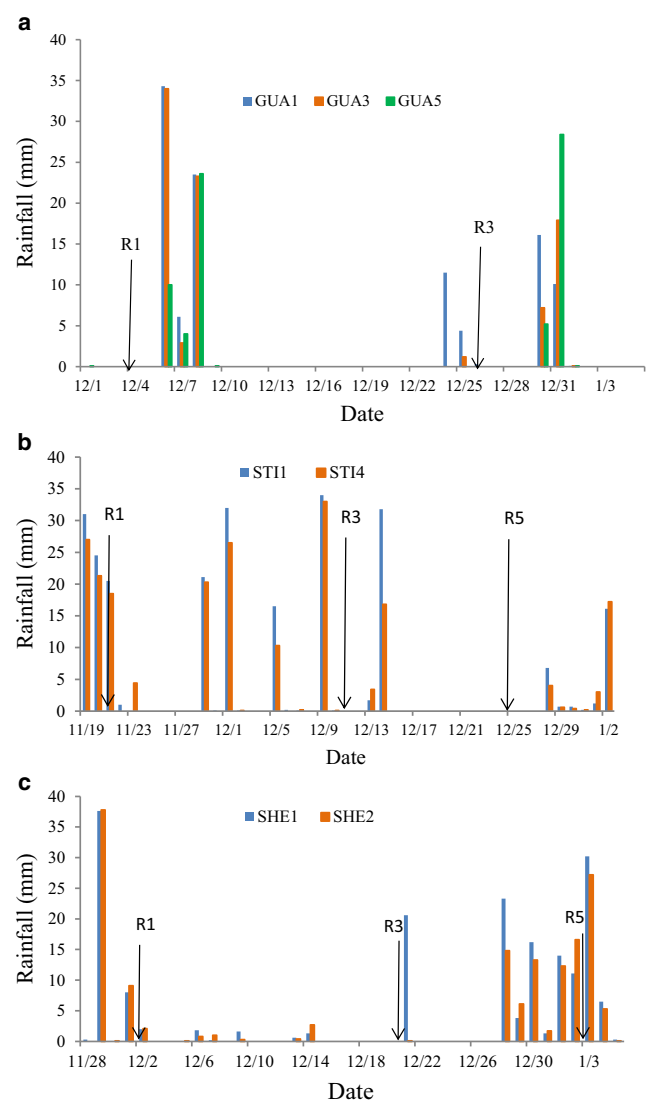 a
40
35
30
25
20
15
10
5
0
Rainfall (mm)
GUA1 GUA3 GUA5
R1
R3
12/1 12/4 12/7 12/10 12/13 12/16 12/19 12/22 12/25 12/28 12/31 1/3
Date
b
40
35
30
25
20
15
10
5
0
Rainfall (mm)
STI1 STI4
R1
R3
R5
11/19 11/23 11/27 12/1 12/5 12/9 12/13 12/17 12/21 12/25 12/29 1/2
Date
c
40
35
30
25
20
15
10
5
0
Rainfall (mm)
SHE1 SHE2
R1
R3
R5
11/28 12/2 12/6 12/10 12/14 12/18 12/22 12/26 12/30 1/3
Date